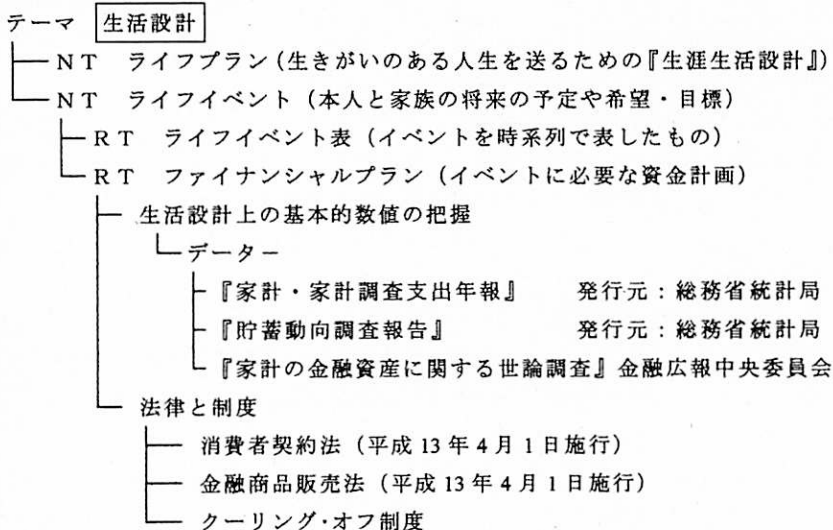 テーマ 生活設計
NT ライフプラン(生きがいのある人生を送るための『生涯生活設計』)
NT ライフイベント(本人と家族の将来の予定や希望・目標)
RT ライフイベント表(イベントを時系列で表したもの)
RT ファイナンシャルプラン(イベントに必要な資金計画)
生活設計上の基本的数値の把握
データー
『家計・家計調査支出年報』 発行元:総務省統計局
『貯蓄動向調査報告』 発行元:総務省統計局
『家計の金融資産に関する世論調査』金融広報中央委員会
法律と制度
消費者契約法(平成13年4月1日施行)
金融商品販売法(平成13年4月1日施行)
クーリング・オフ制度